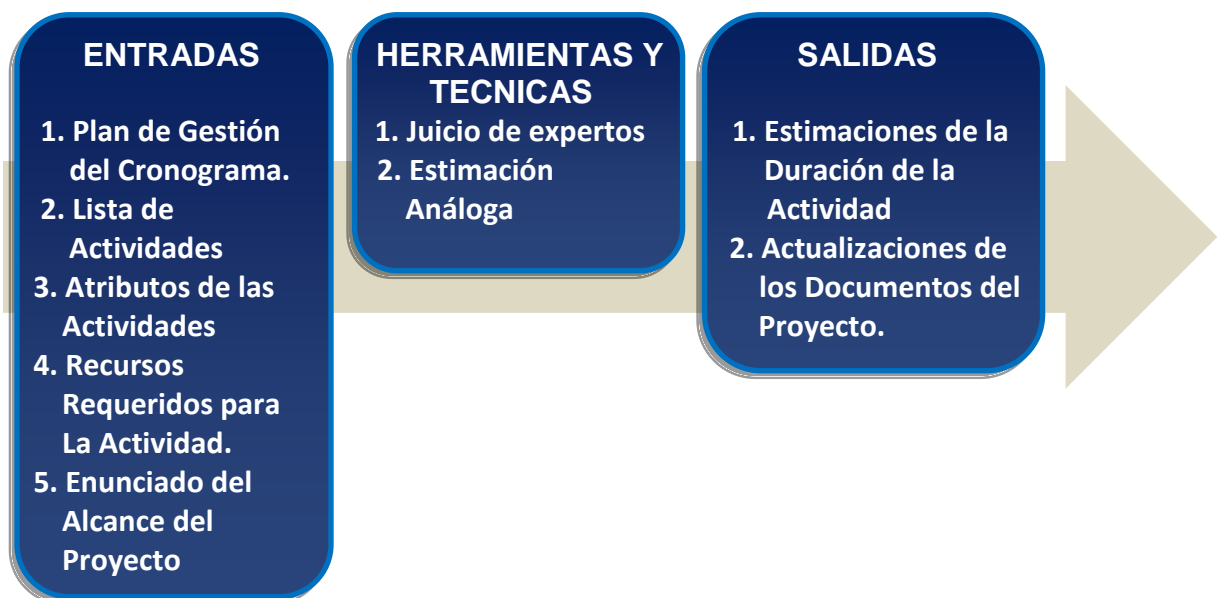 ENTRADAS
1. Plan de Gestión
del Cronograma.
2. Lista de
Actividades
3. Atributos de las
Actividades
4. Recursos
Requeridos para
La Actividad.
5. Enunciado del
Alcance del
Proyecto
HERRAMIENTAS Y
TECNICAS
1. Juicio de expertos
2. Estimación
Análoga
SALIDAS
1. Estimaciones de la
Duración de la
Actividad
2. Actualizaciones de
los Documentos del
Proyecto.